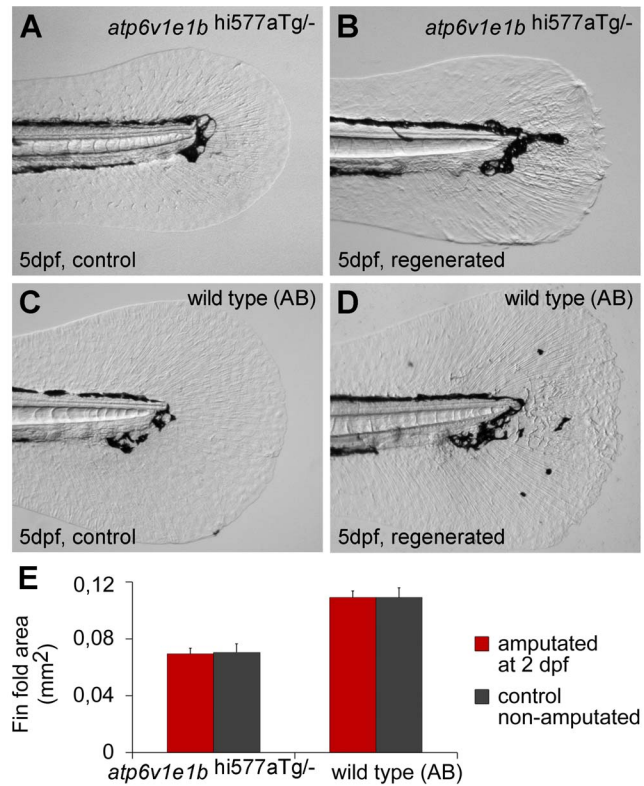 A
atp6v1e1b hi577aTg/-
5dpf, control
B
atp6v1e1b hi577aTg/-
5dpf, regenerated
C
wild type (AB)
5dpf, control
D
wild type (AB)
5dpf, regenerated
E
Fin fold area
(mm2)
0,12
0,08
0,04
0
atp6v1e1b hi577aTg/-
wild type (AB)
amputated
at 2 dpf
control
non-amputated